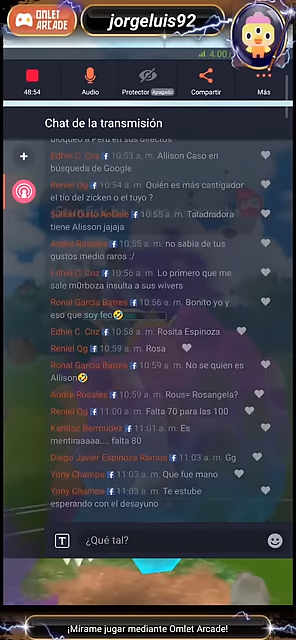 OMLET
ARCADE
jorgeluis92
4.00
48:54
Audio
Protector Apagado
Compartir
Más
Chat de la transmisión
bloqueo a Perú en sus directos
Edhin C. Cnz 10:53 a. m. Allison Caso en
búsqueda de Google
Reniel Qg 10:54 a. m. Quién es más castigador
el tío del zicken o el tuyo ?
10:55 a. m. Taladradora
tiene Alisson jajaja
Andre Rosales 10:55 a. m. no sabia de tus
gustos medio raros :/
Edhin C. Cnz 10:56 a. m. Lo primero que me
sale m0rboza insulta a sus wivers
Ronal Garcia Batres 10:56 a. m. Bonito yo y
eso que soy feo🤣
Edhin C. Cnz 10:58 a. m. Rosita Espinoza
Reniel Qg 10:59 a. m. Rosa
Ronal Garcia Batres 10:59 a. m. No se quien es
Allison🤣
Andre Rosales 10:59 a. m. Rous= Rosangela?
Reniel Qg 11:00 a. m. Falta 70 para las 100
Karlitoz Bermudez 11:01 a. m. Es
mentiraaaaa.... falta 80
Diego Javier Espinoza Ramos 11:03 a. m. Gg
Yony Champa 11:03 a. m. Que fue mano
Yony Champa 11:03 a. m. Te estube
esperando con el desayuno
T
¿Qué tal?
¡Mírame jugar mediante Omlet Arcade!